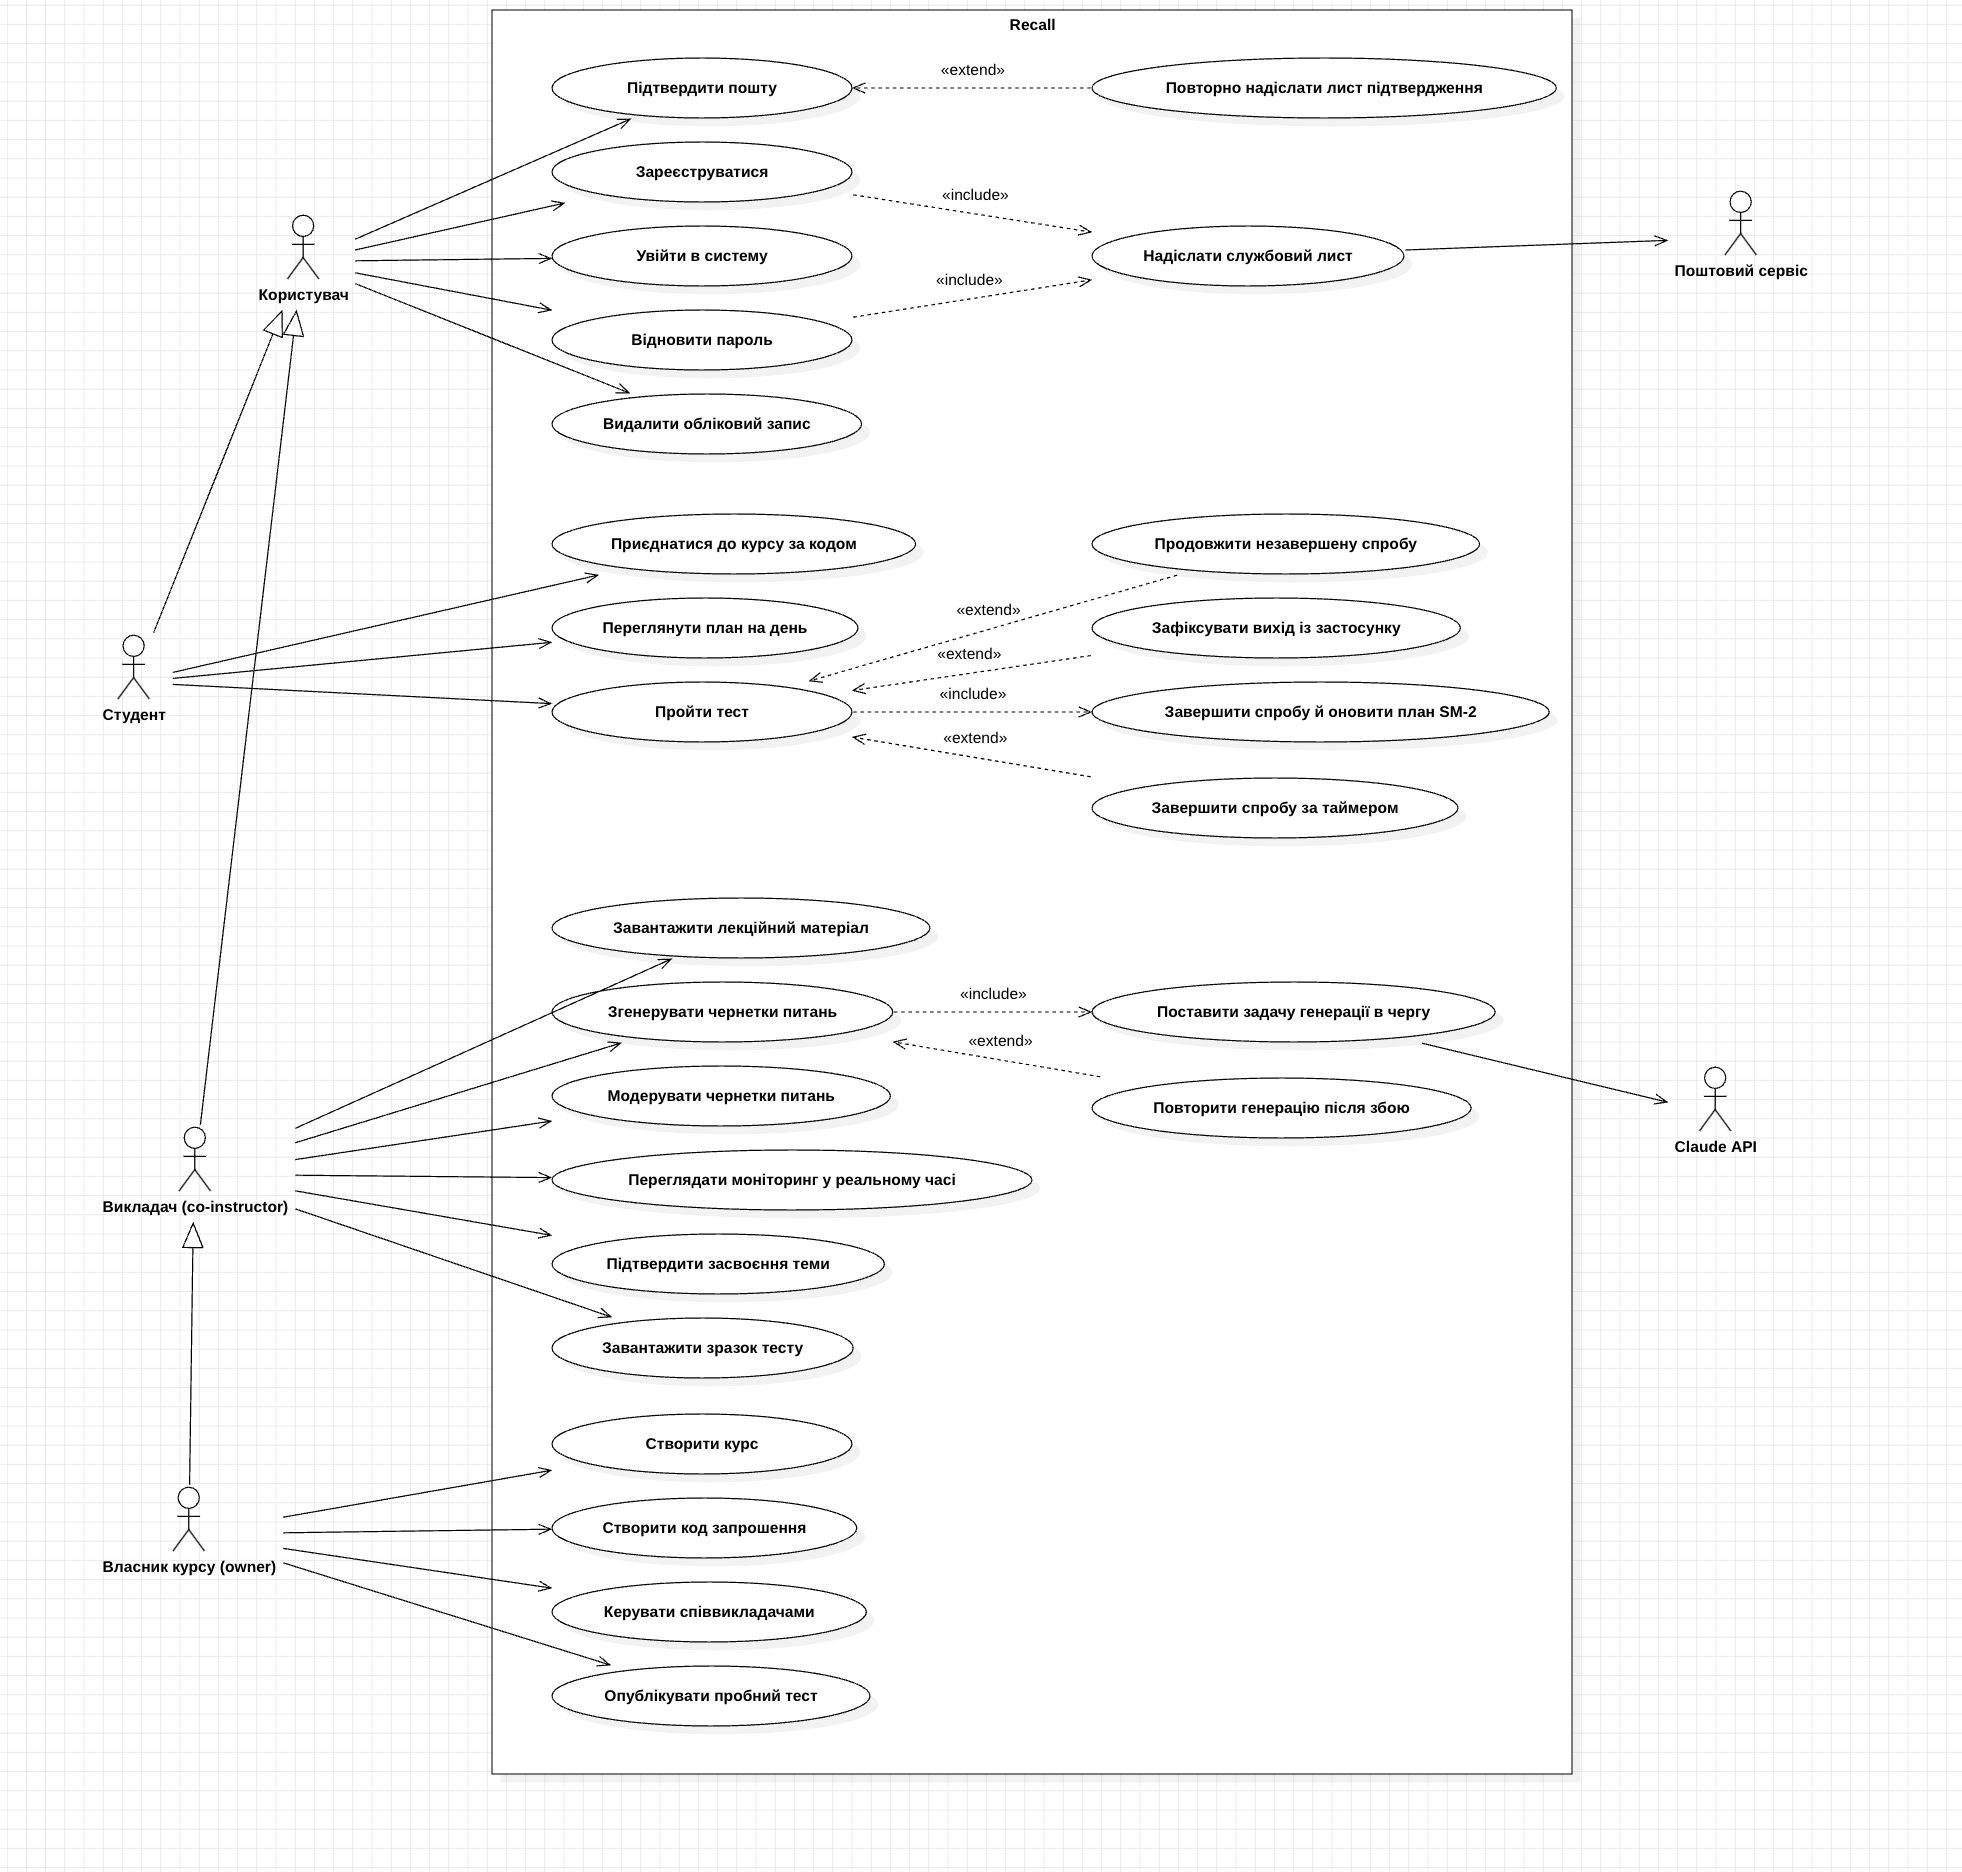 Recall
Підтвердити пошту
«extend»
Повторно надіслати лист підтвердження
Зареєструватися
«include»
Увійти в систему
Надіслати службовий лист
Поштовий сервіс
Користувач
«include»
Відновити пароль
Видалити обліковий запис
Приєднатися до курсу за кодом
Продовжити незавершену спробу
«extend»
Переглянути план на день
Зафіксувати вихід із застосунку
«extend»
«include»
Студент
Пройти тест
Завершити спробу й оновити план SM-2
«extend»
Завершити спробу за таймером
Завантажити лекційний матеріал
«include»
Згенерувати чернетки питань
Поставити задачу генерації в чергу
«extend»
Модерувати чернетки питань
Повторити генерацію після збою
Claude API
Переглядати моніторинг у реальному часі
Викладач (co-instructor)
Підтвердити засвоєння теми
Завантажити зразок тесту
Створити курс
Створити код запрошення
Власник курсу (owner)
Керувати співвикладачами
Опублікувати пробний тест